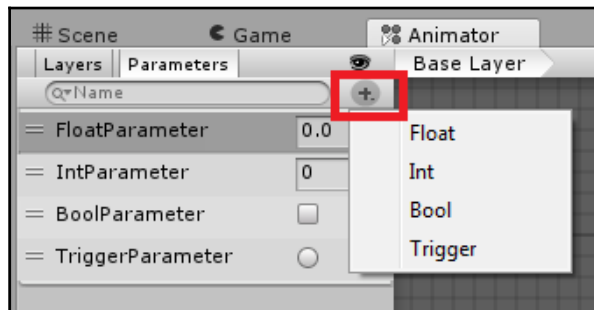 Scene Game Animator
Layers Parameters Base Layer
Name +
FloatParameter 0.0 Float
IntParameter 0 Int
BoolParameter Bool
TriggerParameter Trigger